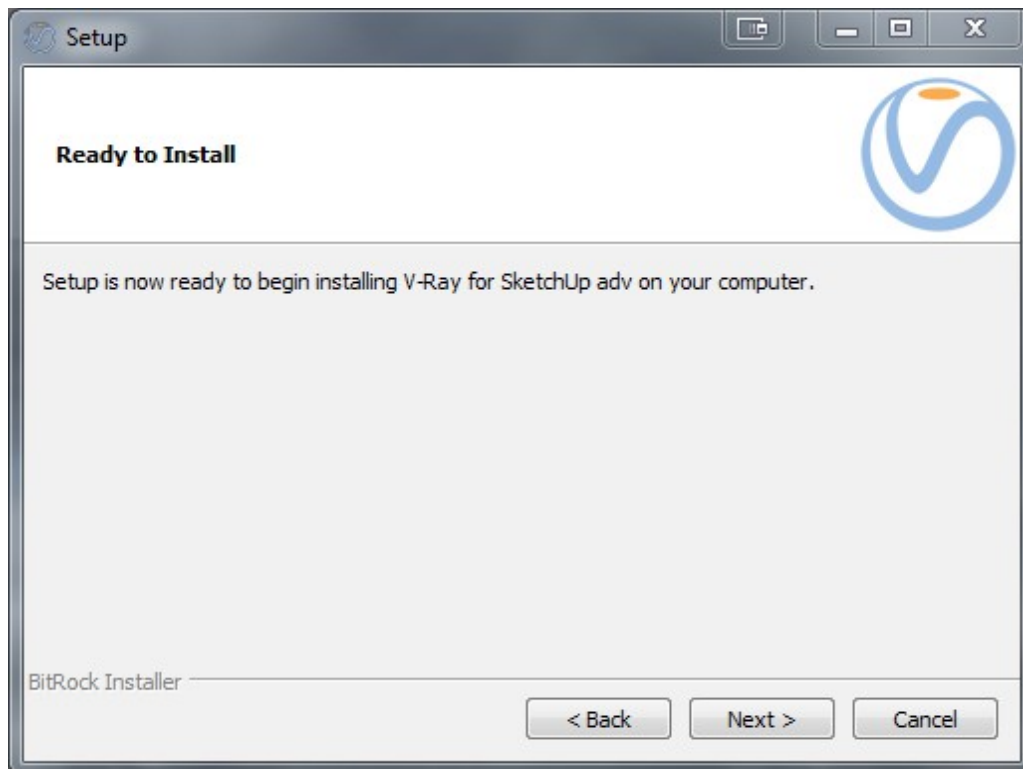 Setup
Ready to Install
Setup is now ready to begin installing V-Ray for SketchUp adv on your computer.
BitRock Installer
< Back
Next >
Cancel